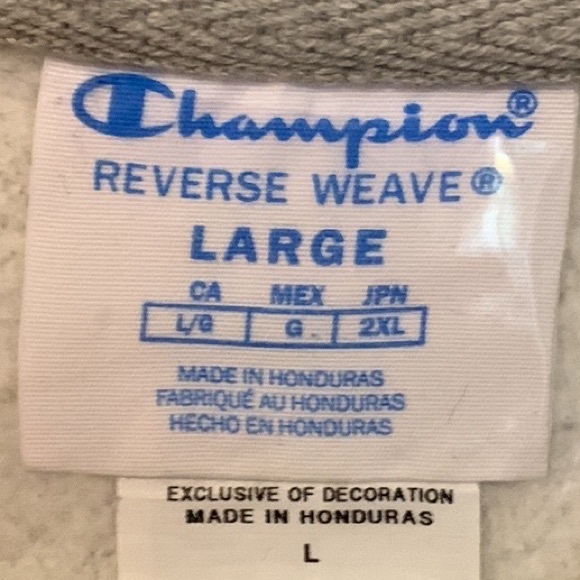 Champion®
REVERSE WEAVE®
LARGE
CA MEX JPN
L/G G. 2XL
MADE IN HONDURAS
FABRIQUÉ AU HONDURAS
HECHO EN HONDURAS
EXCLUSIVE OF DECORATION
MADE IN HONDURAS
L